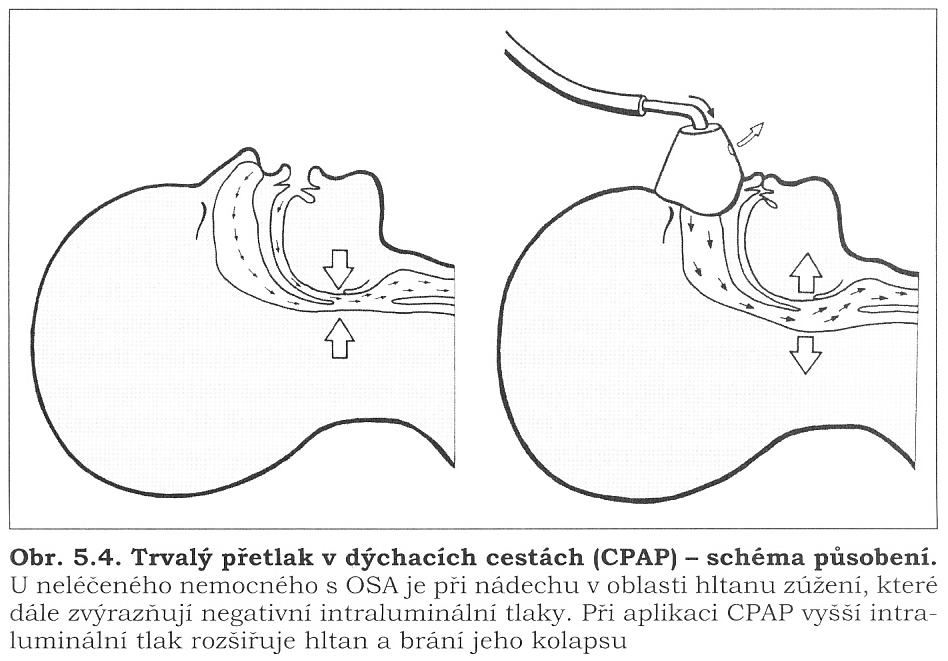 Obr. 5.4. Trvalý přetlak v dýchacích cestách (CPAP) – schéma působení.
U neléčeného nemocného s OSA je při nádechu v oblasti hltanu zúžení, které
dále zvýrazňují negativní intraluminální tlaky. Při aplikaci CPAP vyšší intra-
luminální tlak rozšiřuje hltan a brání jeho kolapsu